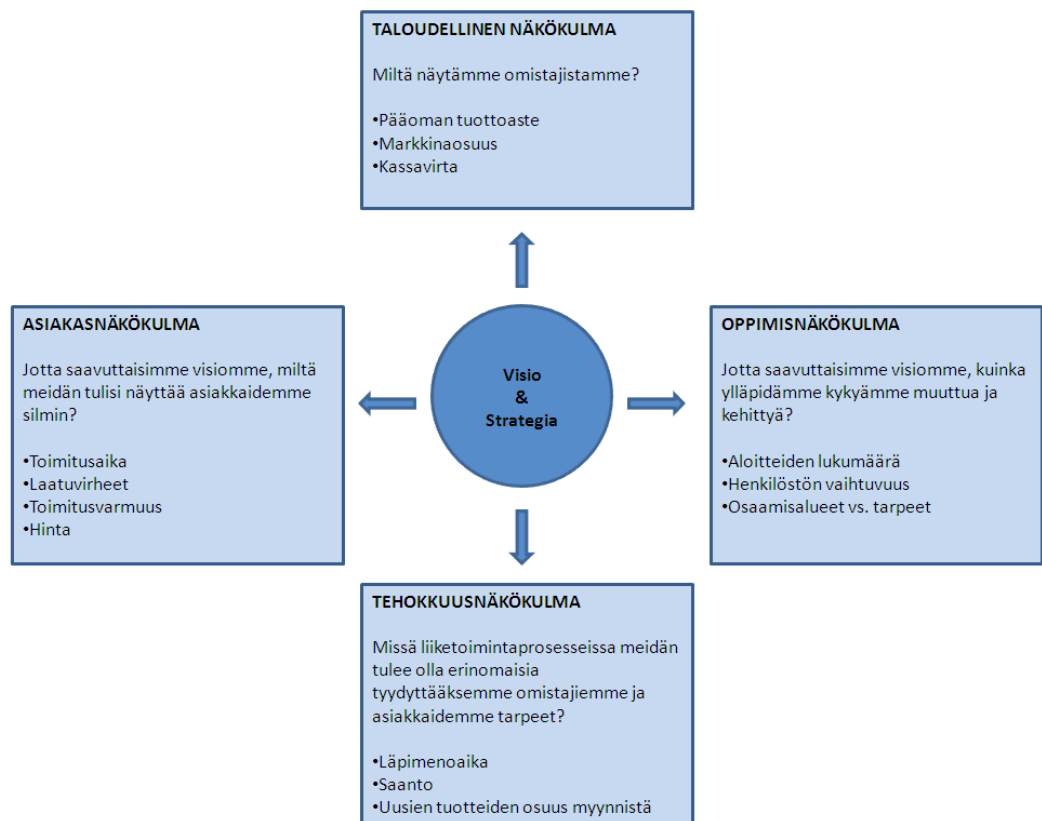 TALOUDELLINEN NÄKÖKULMA
Miltä näytämme omistajistamme?
•Pääoman tuottoaste
•Markkinaosuus
•Kassavirta
ASIAKASNÄKÖKULMA
Jotta saavuttaisimme visiomme, miltä
meidän tulisi näyttää asiakkaidemme
silmin?
•Toimitusaika
•Laatuvirheet
•Toimitusvarmuus
•Hinta
Visio
&
Strategia
OPPIMISNÄKÖKULMA
Jotta saavuttaisimme visiomme, kuinka
ylläpidämme kykyämme muuttua ja
kehittyä?
•Aloitteiden lukumäärä
•Henkilöstön vaihtuvuus
•Osaamisalueet vs. tarpeet
TEHOKKUUSNÄKÖKULMA
Missä liiketoimintaprosesseissa meidän
tulee olla erinomaisia
tyydyttääksemme omistajiemme ja
asiakkaidemme tarpeet?
•Läpimenoaika
•Saanto
•Uusien tuotteiden osuus myynnistä